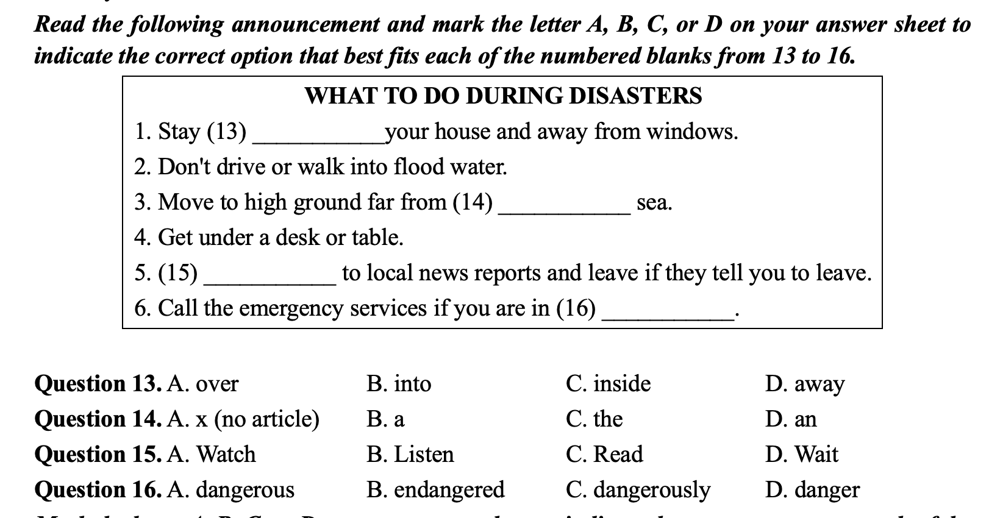 Read the following announcement and mark the letter A, B, C, or D on your answer sheet to
indicate the correct option that best fits each of the numbered blanks from 13 to 16.
WHAT TO DO DURING DISASTERS
1. Stay (13) ___________your house and away from windows.
2. Don't drive or walk into flood water.
3. Move to high ground far from (14) ___________ sea.
4. Get under a desk or table.
5. (15) ___________ to local news reports and leave if they tell you to leave.
6. Call the emergency services if you are in (16) ___________.
Question 13. A. over B. into C. inside D. away
Question 14. A. x (no article) B. a C. the D. an
Question 15. A. Watch B. Listen C. Read D. Wait
Question 16. A. dangerous B. endangered C. dangerously D. danger